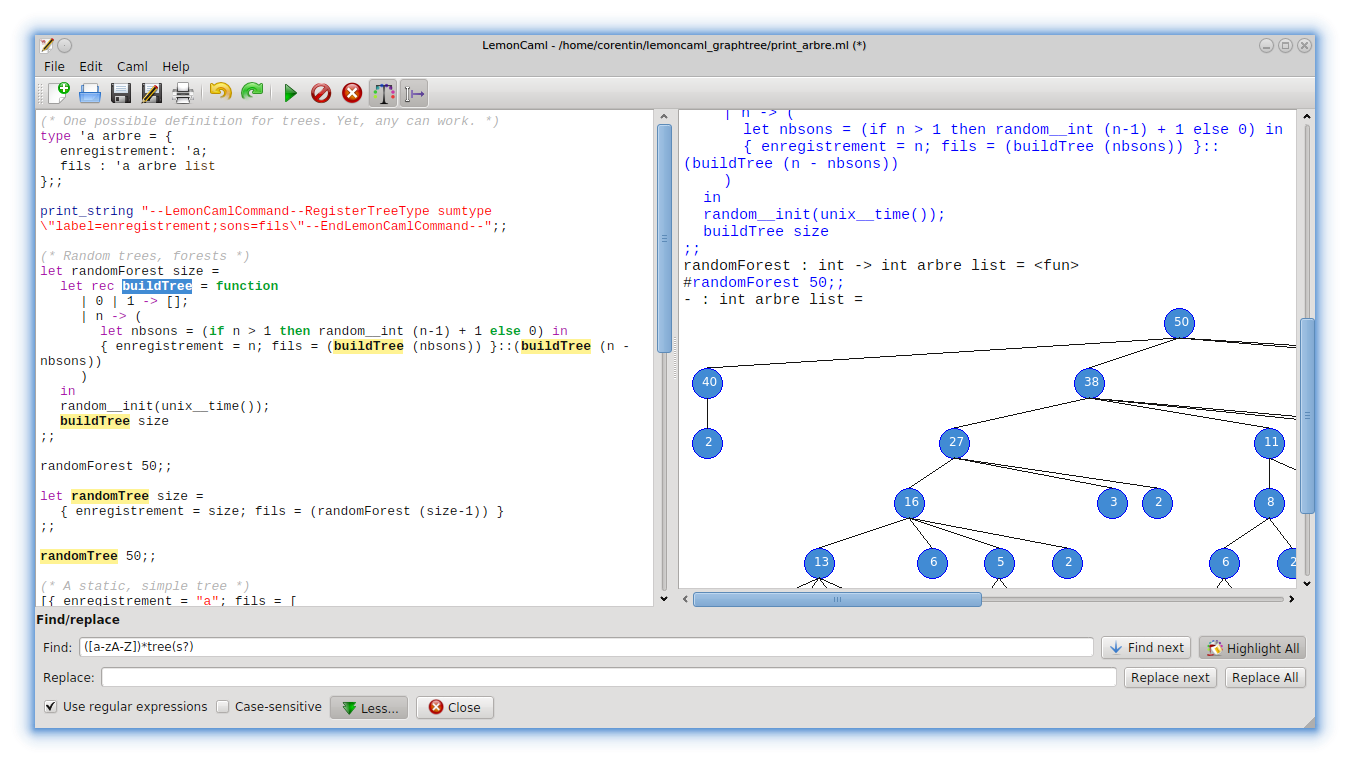 LemonCaml - /home/corentin/lemoncaml_graphtree/print_arbre.ml (*)
File Edit Caml Help
(* One possible definition for trees. Yet, any can work. *)
type 'a arbre = {
enregistrement: 'a;
fils : 'a arbre list
};;
print_string "--LemonCamlCommand--RegisterTreeType sumtype
\"label=enregistrement;sons=fils\"--EndLemonCamlCommand--";;
(* Random trees, forests *)
let randomForest size =
let rec buildTree = function
| 0 | 1 -> [];
| n -> (
let nbsons = (if n > 1 then random__int (n-1) + 1 else 0) in
{ enregistrement = n; fils = (buildTree (nbsons)) }::(buildTree (n -
nbsons))
)
in
random__init(unix__time());
buildTree size
;;
randomForest 50;;
let randomTree size =
{ enregistrement = size; fils = (randomForest (size-1)) }
;;
randomTree 50;;
(* A static, simple tree *)
[{ enregistrement = "a"; fils = [
| n -> (
let nbsons = (if n > 1 then random__int (n-1) + 1 else 0) in
{ enregistrement = n; fils = (buildTree (nbsons)) }::
(buildTree (n - nbsons))
)
in
random__init(unix__time());
buildTree size
;;
randomForest : int -> int arbre list = <fun>
#randomForest 50;;
- : int arbre list =
50
40 38
2 27 11
16 3 2 8
13 6 5 2 6 2
Find/replace
Find: ([a-zA-Z])*tree(s?) Find next Highlight All
Replace: Replace next Replace All
Use regular expressions Case-sensitive Less... Close